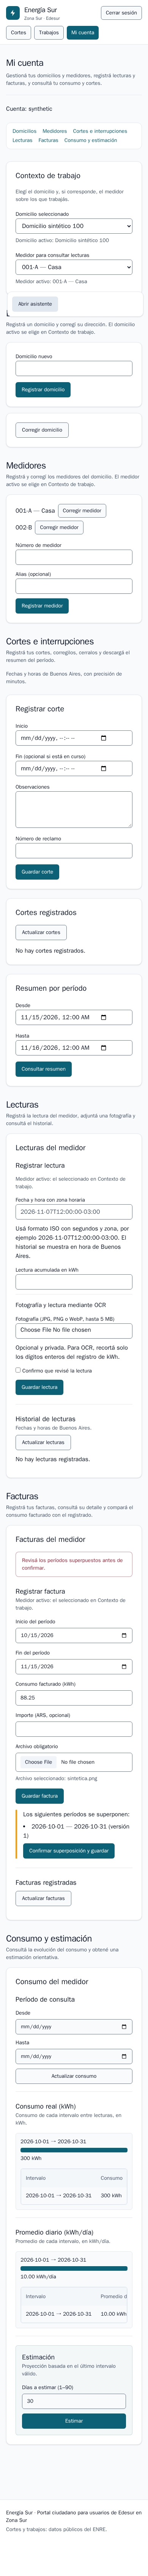 Energía Sur
Zona Sur · Edesur
Cerrar sesión
Cortes
Trabajos
Mi cuenta
Mi cuenta
Gestioná tus domicilios y medidores, registrá lecturas y facturas, y consultá tu consumo y cortes.
Cuenta: synthetic
Domicilios
Medidores
Cortes e interrupciones
Lecturas
Facturas
Consumo y estimación
Contexto de trabajo
Elegí el domicilio y, si corresponde, el medidor sobre los que trabajás.
Domicilio seleccionado
Domicilio sintético 100
Domicilio activo: Domicilio sintético 100
Medidor para consultar lecturas
001-A — Casa
Medidor activo: 001-A — Casa
Abrir asistente
Registrá un domicilio y corregí su dirección. El domicilio activo se elige en Contexto de trabajo.
Domicilio nuevo
Registrar domicilio
Corregir domicilio
Medidores
Registrá y corregí los medidores del domicilio. El medidor activo se elige en Contexto de trabajo.
001-A — Casa
Corregir medidor
002-B
Corregir medidor
Número de medidor
Alias (opcional)
Registrar medidor
Cortes e interrupciones
Registrá tus cortes, corregilos, cerralos y descargá el resumen del período.
Fechas y horas de Buenos Aires, con precisión de minutos.
Registrar corte
Inicio
mm/dd/yyyy, --:-- --
Fin (opcional si está en curso)
mm/dd/yyyy, --:-- --
Observaciones
Número de reclamo
Guardar corte
Cortes registrados
Actualizar cortes
No hay cortes registrados.
Resumen por período
Desde
11/15/2026, 12:00 AM
Hasta
11/16/2026, 12:00 AM
Consultar resumen
Lecturas
Registrá la lectura del medidor, adjuntá una fotografía y consultá el historial.
Lecturas del medidor
Registrar lectura
Medidor activo: el seleccionado en Contexto de trabajo.
Fecha y hora con zona horaria
2026-11-07T12:00:00-03:00
Usá formato ISO con segundos y zona, por ejemplo 2026-11-07T12:00:00-03:00. El historial se muestra en hora de Buenos Aires.
Lectura acumulada en kWh
Fotografía y lectura mediante OCR
Fotografía (JPG, PNG o WebP, hasta 5 MB)
Choose File No file chosen
Opcional y privada. Para OCR, recortá solo los dígitos enteros del registro de kWh.
Confirmo que revisé la lectura
Guardar lectura
Historial de lecturas
Fechas y horas de Buenos Aires.
Actualizar lecturas
No hay lecturas registradas.
Facturas
Registrá tus facturas, consultá su detalle y compará el consumo facturado con el registrado.
Facturas del medidor
Revisá los períodos superpuestos antes de confirmar.
Registrar factura
Medidor activo: el seleccionado en Contexto de trabajo.
Inicio del período
10/15/2026
Fin del período
11/15/2026
Consumo facturado (kWh)
88.25
Importe (ARS, opcional)
Archivo obligatorio
Choose File No file chosen
Archivo seleccionado: sintetica.png
Guardar factura
Los siguientes períodos se superponen:
• 2026-10-01 → 2026-10-31 (versión 1)
Confirmar superposición y guardar
Facturas registradas
Actualizar facturas
Consumo y estimación
Consultá la evolución del consumo y obtené una estimación orientativa.
Consumo del medidor
Período de consulta
Desde
mm/dd/yyyy
Hasta
mm/dd/yyyy
Actualizar consumo
Consumo real (kWh)
Consumo de cada intervalo entre lecturas, en kWh.
2026-10-01 → 2026-10-31
300 kWh
Intervalo Consumo
2026-10-01 → 2026-10-31 300 kWh
Promedio diario (kWh/día)
Promedio de cada intervalo, en kWh/día.
2026-10-01 → 2026-10-31
10.00 kWh/día
Intervalo Promedio d
2026-10-01 → 2026-10-31 10.00 kWh
Estimación
Proyección basada en el último intervalo válido.
Días a estimar (1–90)
30
Estimar
Energía Sur · Portal ciudadano para usuarios de Edesur en Zona Sur
Cortes y trabajos: datos públicos del ENRE.